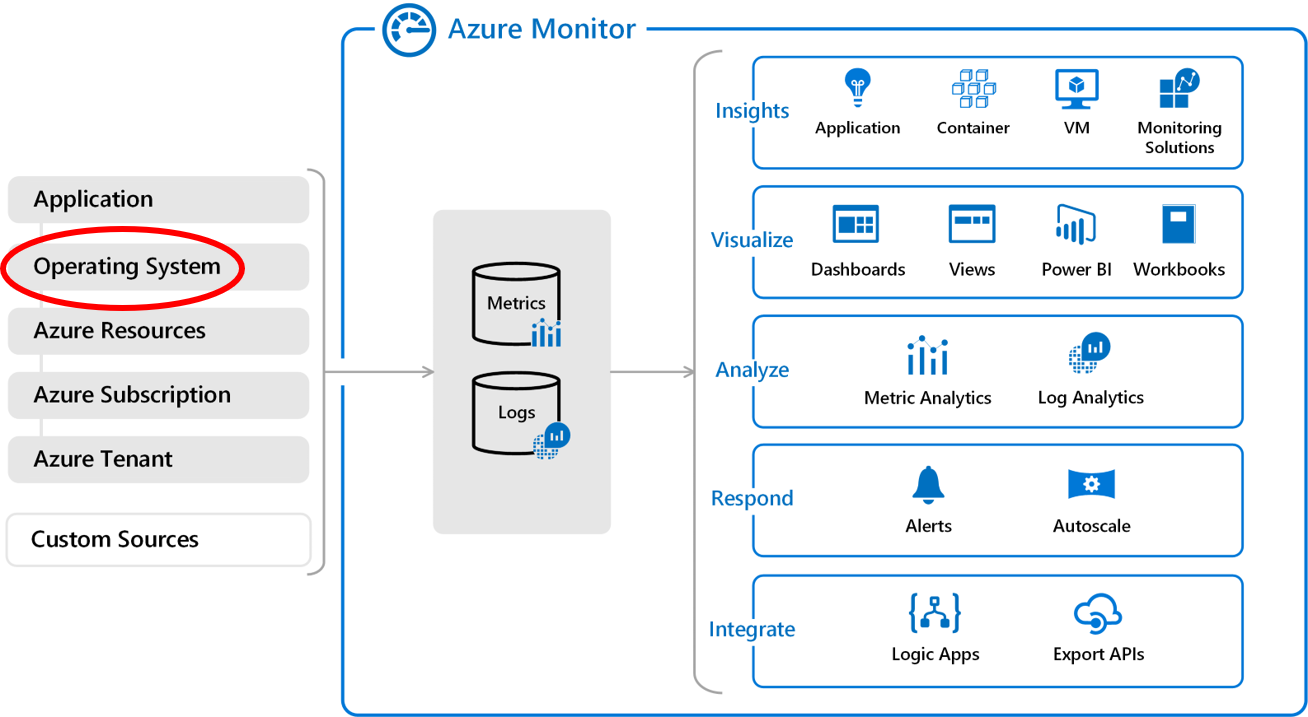 Azure Monitor
Application
Operating System
Azure Resources
Azure Subscription
Azure Tenant
Custom Sources
Metrics
Logs
Insights
Application
Container
VM
Monitoring
Solutions
Visualize
Dashboards
Views
Power BI
Workbooks
Analyze
Metric Analytics
Log Analytics
Respond
Alerts
Autoscale
Integrate
Logic Apps
Export APIs